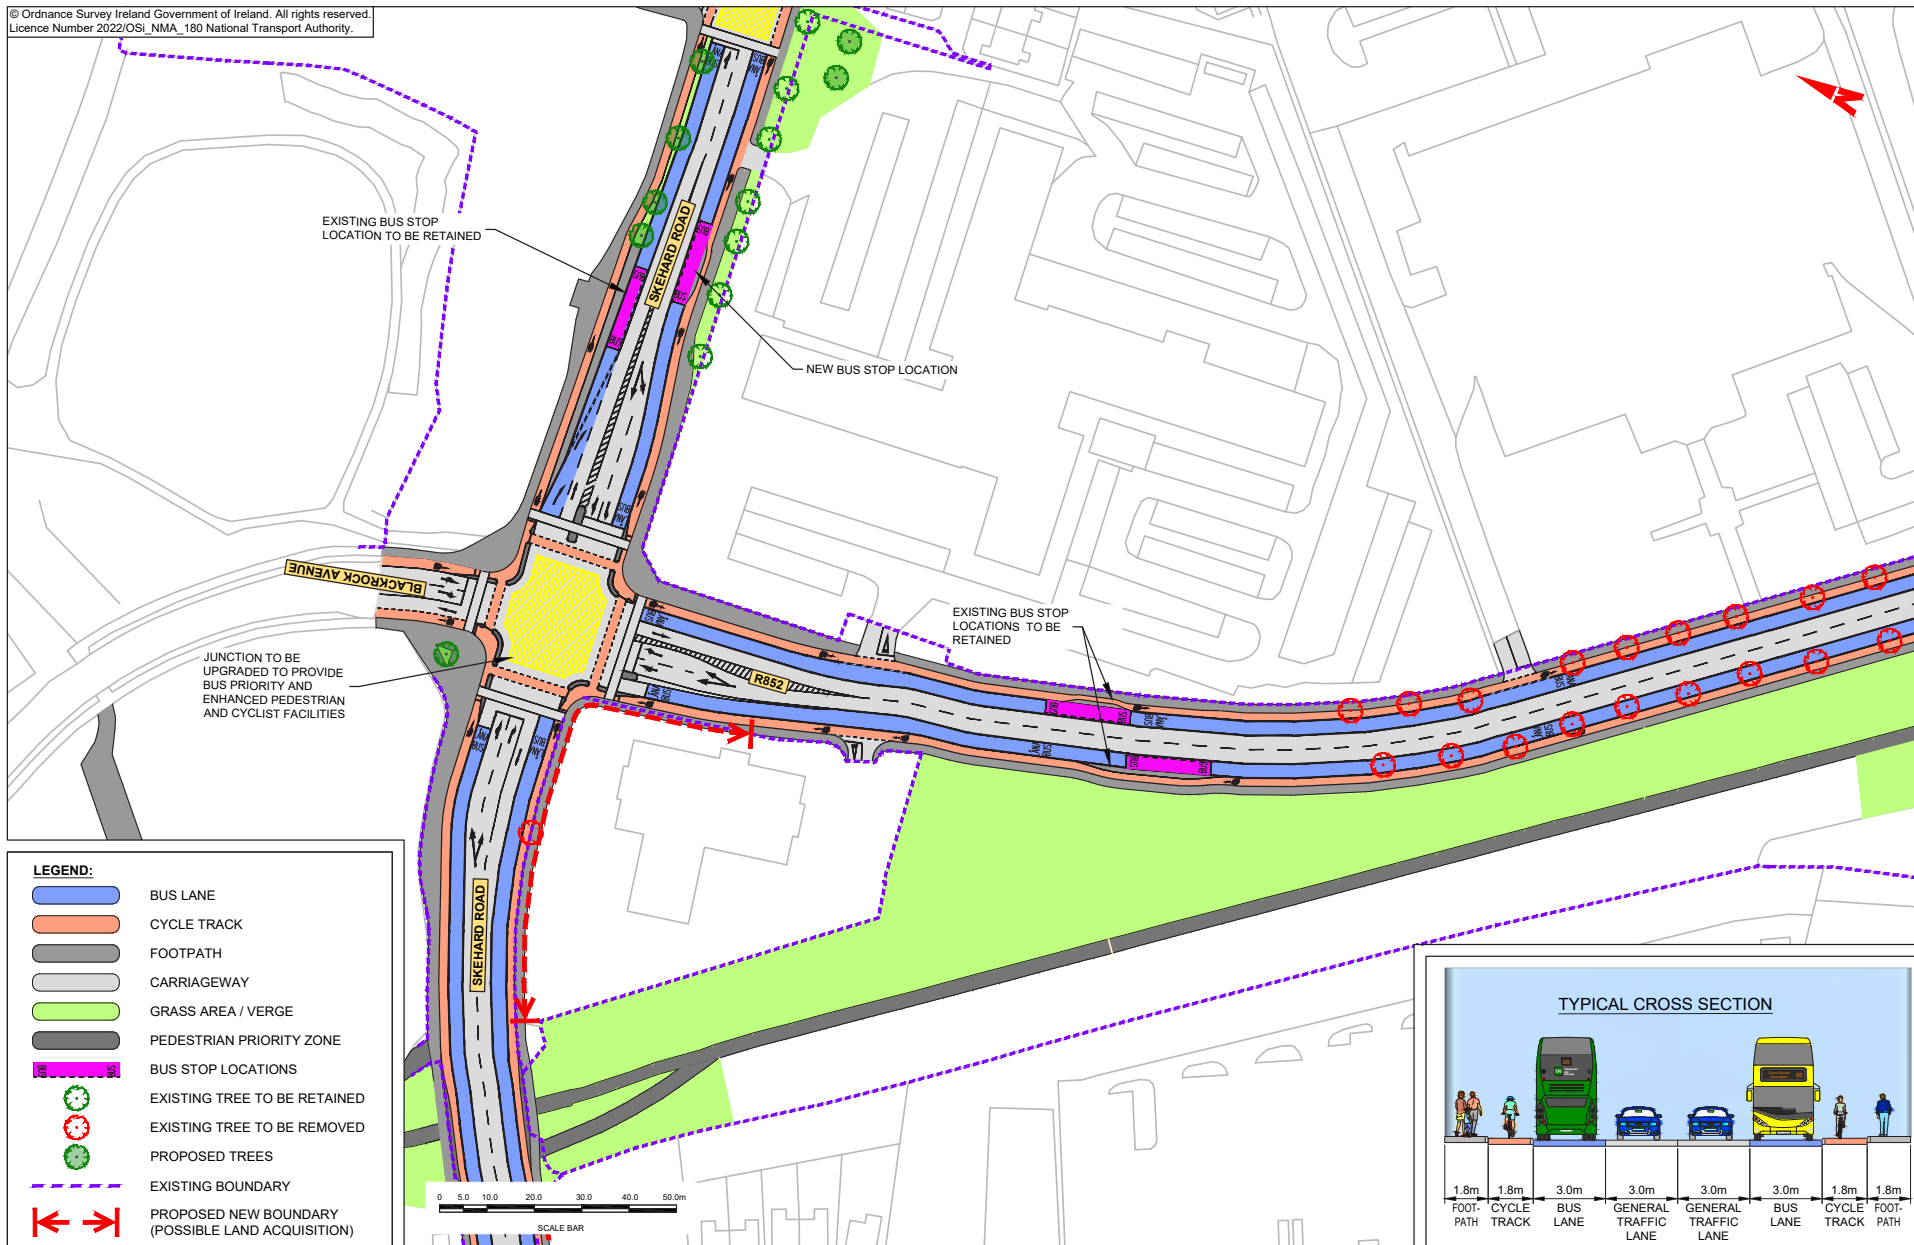 © Ordnance Survey Ireland Government of Ireland. All rights reserved.
Licence Number 2022/OSi_NMA_180 National Transport Authority.
EXISTING BUS STOP
LOCATION TO BE RETAINED
SKEHARD ROAD
NEW BUS STOP LOCATION
BLACKROCK AVENUE
EXISTING BUS STOP
LOCATIONS TO BE
RETAINED
JUNCTION TO BE
UPGRADED TO PROVIDE
BUS PRIORITY AND
ENHANCED PEDESTRIAN
AND CYCLIST FACILITIES
R852
SKEHARD ROAD
LEGEND:
BUS LANE
CYCLE TRACK
FOOTPATH
CARRIAGEWAY
GRASS AREA / VERGE
PEDESTRIAN PRIORITY ZONE
BUS BUS
BUS STOP LOCATIONS
EXISTING TREE TO BE RETAINED
EXISTING TREE TO BE REMOVED
PROPOSED TREES
EXISTING BOUNDARY
PROPOSED NEW BOUNDARY
(POSSIBLE LAND ACQUISITION)
0 5.0 10.0 20.0 30.0 40.0 50.0m
SCALE BAR
TYPICAL CROSS SECTION
1.8m 1.8m 3.0m 3.0m 3.0m 3.0m 1.8m 1.8m
FOOT- CYCLE BUS GENERAL GENERAL BUS CYCLE FOOT-
PATH TRACK LANE TRAFFIC TRAFFIC LANE TRACK PATH
LANE LANE